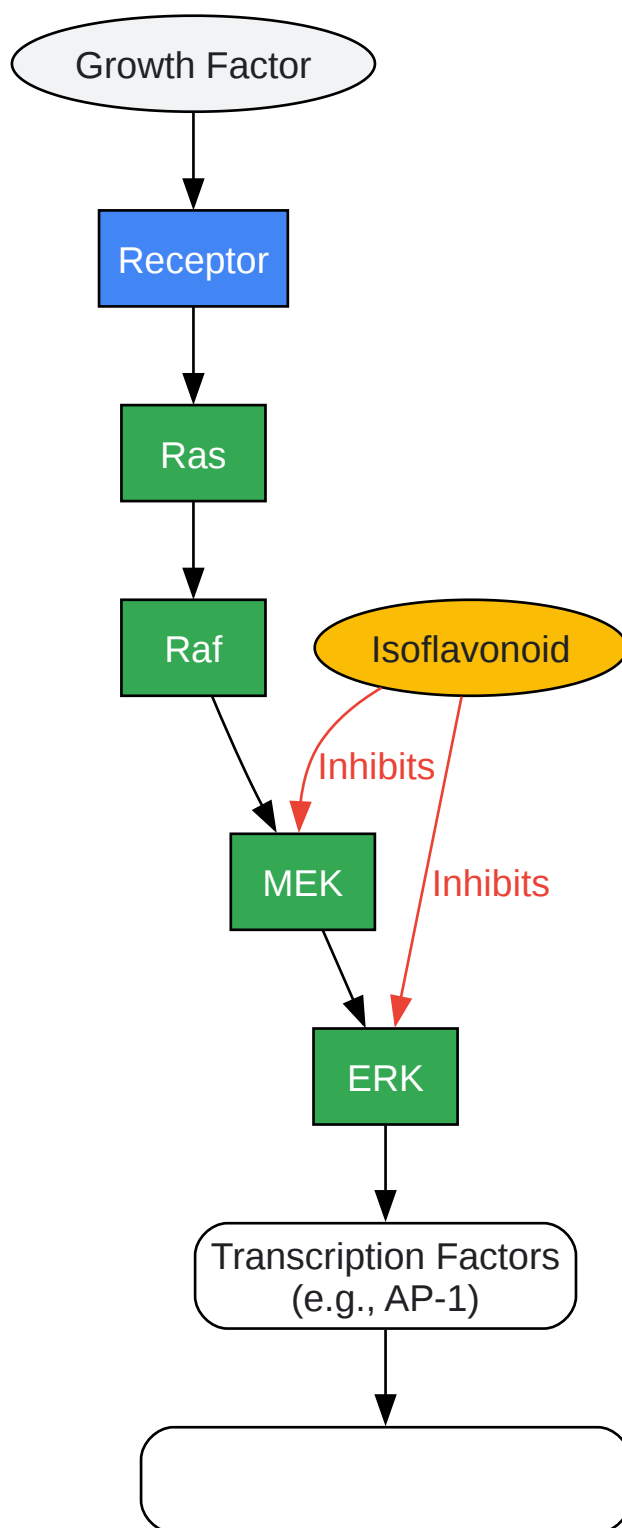 Growth Factor
Receptor
Ras
Raf
Isoflavonoid
Inhibits
MEK
Inhibits
ERK
Transcription Factors
(e.g., AP-1)